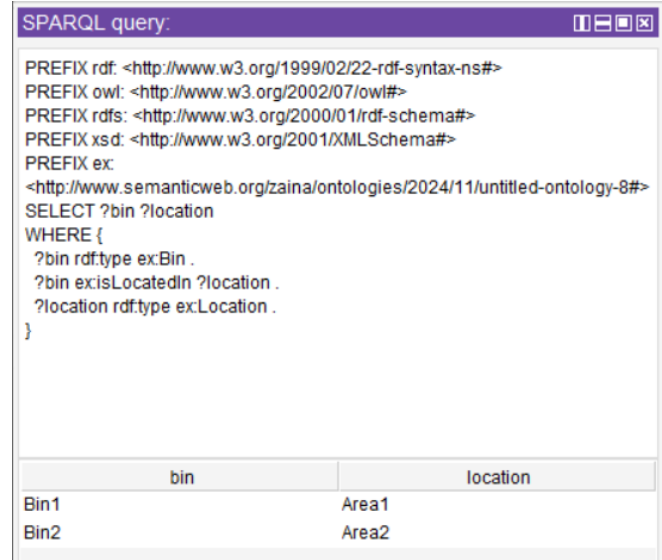 SPARQL query:
PREFIX rdf: <http://www.w3.org/1999/02/22-rdf-syntax-ns#>
PREFIX owl: <http://www.w3.org/2002/07/owl#>
PREFIX rdfs: <http://www.w3.org/2000/01/rdf-schema#>
PREFIX xsd: <http://www.w3.org/2001/XMLSchema#>
PREFIX ex:
<http://www.semanticweb.org/zaina/ontologies/2024/11/untitled-ontology-8#>
SELECT ?bin ?location
WHERE {
?bin rdf:type ex:Bin .
?bin ex:isLocatedIn ?location .
?location rdf:type ex:Location .
}
bin location
Bin1 Area1
Bin2 Area2